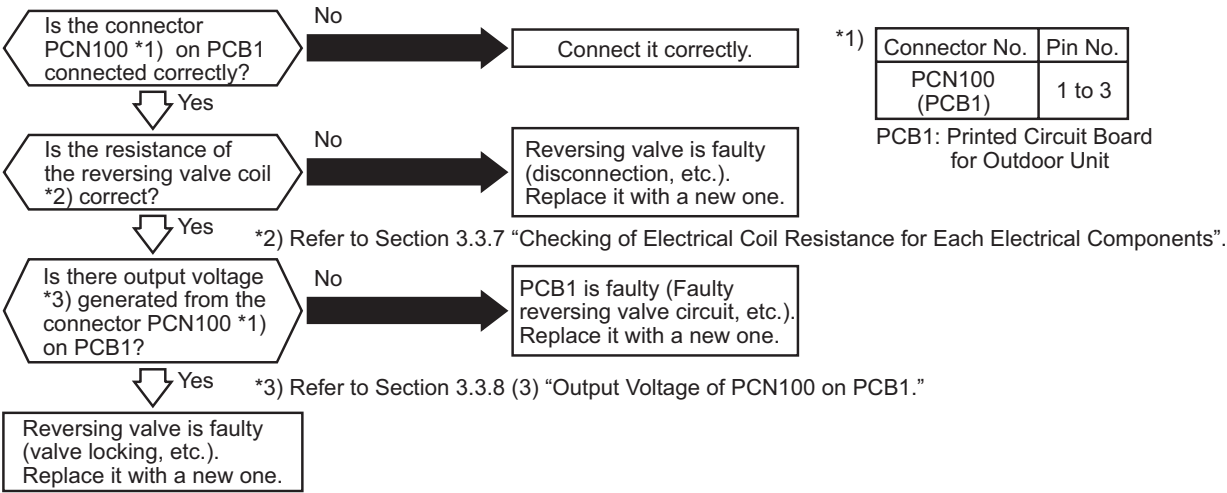 Is the connector
PCN100 *1) on PCB1
connected correctly?
No
Connect it correctly.
*1)
Connector No. Pin No.
PCN100
(PCB1)
1 to 3
PCB1: Printed Circuit Board
for Outdoor Unit
Yes
Is the resistance of
the reversing valve coil
*2) correct?
No
Reversing valve is faulty
(disconnection, etc.).
Replace it with a new one.
Yes
*2) Refer to Section 3.3.7 “Checking of Electrical Coil Resistance for Each Electrical Components”.
Is there output voltage
*3) generated from the
connector PCN100 *1)
on PCB1?
No
PCB1 is faulty (Faulty
reversing valve circuit, etc.).
Replace it with a new one.
Yes
*3) Refer to Section 3.3.8 (3) “Output Voltage of PCN100 on PCB1.”
Reversing valve is faulty
(valve locking, etc.).
Replace it with a new one.